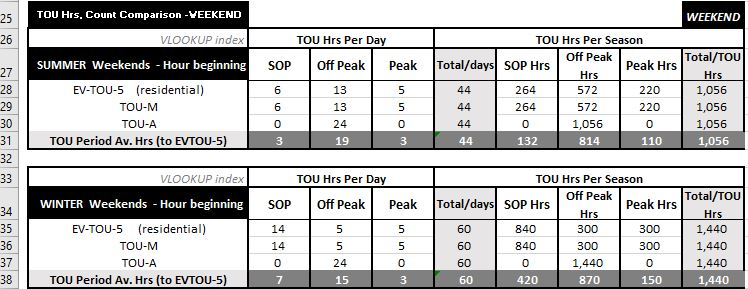 25 TOU Hrs, Count Comparison -WEEKEND WEEKEND
26 VLOOKUP index TOU Hrs Per Day TOU Hrs Per Season
27 SUMMER Weekends - Hour beginning SOP Off Peak Peak Total/days SOP Hrs Off Peak Hrs Peak Hrs Total/TOU Hrs
28 EV-TOU-5 (residential) 6 13 5 44 264 572 220 1,056
29 TOU-M 6 13 5 44 264 572 220 1,056
30 TOU-A 0 24 0 44 0 1,056 0 1,056
31 TOU Period Av. Hrs (to EVTOU-5) 3 19 3 44 132 814 110 1,056
32
33 VLOOKUP index TOU Hrs Per Day TOU Hrs Per Season
34 WINTER Weekends - Hour beginning SOP Off Peak Peak Total/days SOP Hrs Off Peak Hrs Peak Hrs Total/TOU Hrs
35 EV-TOU-5 (residential) 14 5 5 60 840 300 300 1,440
36 TOU-M 14 5 5 60 840 300 300 1,440
37 TOU-A 0 24 0 60 0 1,440 0 1,440
38 TOU Period Av. Hrs (to EVTOU-5) 7 15 3 60 420 870 150 1,440